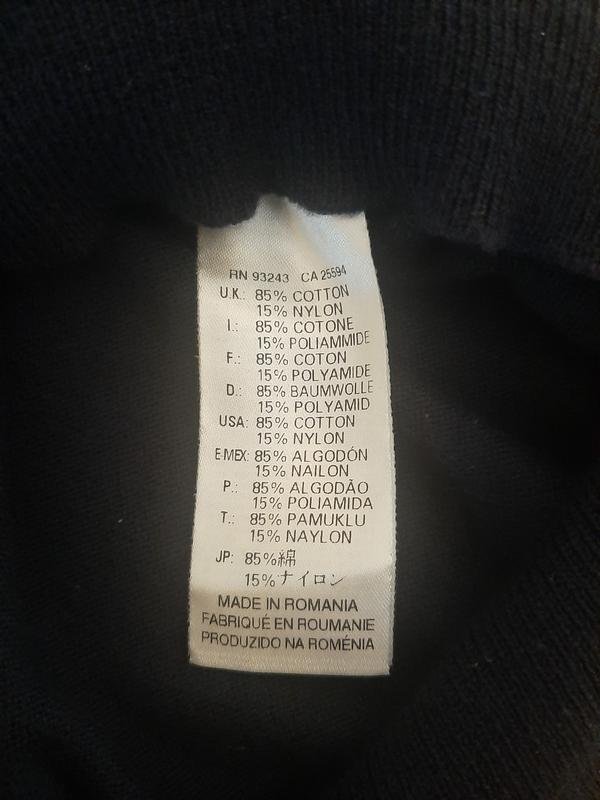 RN 93243 CA 25594
U.K.: 85% COTTON
15% NYLON
I.: 85% COTONE
15% POLIAMMIDE
F.: 85% COTON
15% POLYAMIDE
D.: 85% BAUMWOLLE
15% POLYAMID
USA: 85% COTTON
15% NYLON
E-MEX: 85% ALGODÓN
15% NAILON
P.: 85% ALGODÃO
15% POLIAMIDA
T.: 85% PAMUKLU
15% NAYLON
JP: 85%綿
15%ナイロン
MADE IN ROMANIA
FABRIQUÉ EN ROUMANIE
PRODUZIDO NA ROMÉNIA